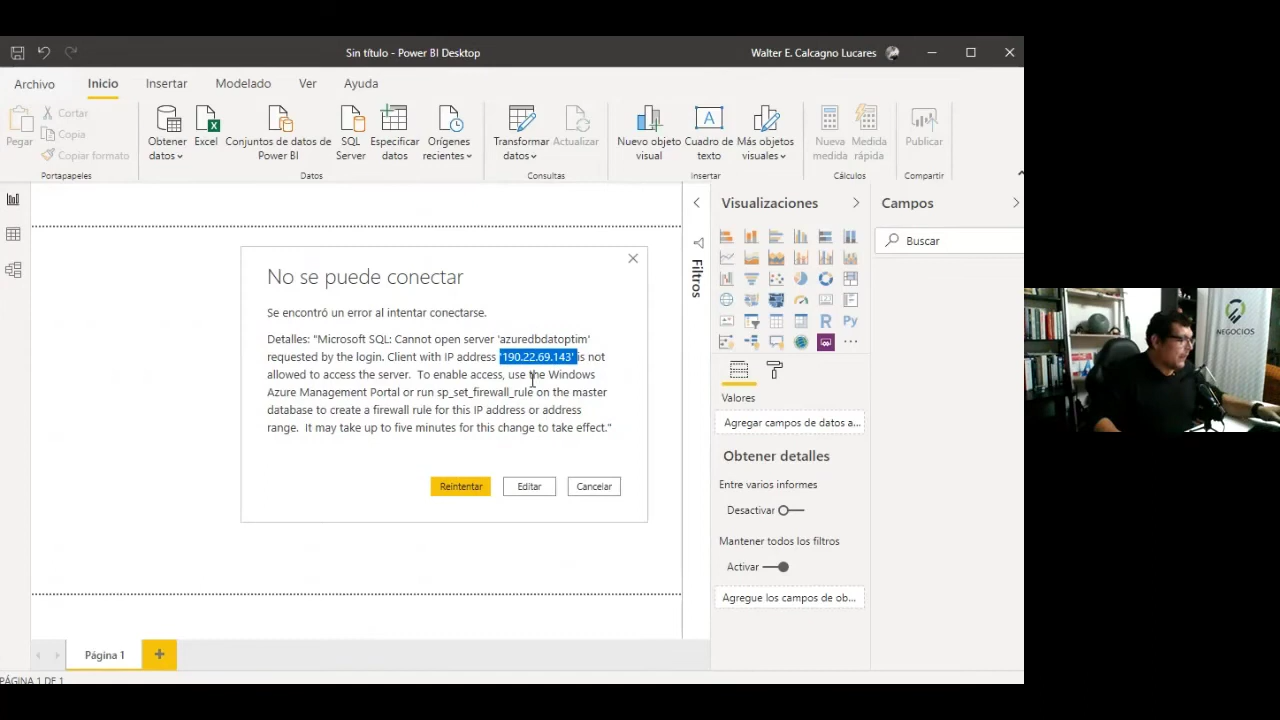 Sin título - Power BI Desktop
Walter E. Calcagno Lucares
Archivo
Inicio
Insertar
Modelado
Ver
Ayuda
Pegar
Cortar
Copia
Copiar formato
Portapapeles
Obtener
datos
Excel
Conjuntos de datos de
Power BI
SQL
Server
Especificar
datos
Orígenes
recientes
Datos
Transformar
datos
Actualizar
Consultas
Nuevo objeto
visual
Cuadro de
texto
Más objetos
visuales
Insertar
Nueva
medida
Medida
rápida
Cálculos
Publicar
Compartir
No se puede conectar
Se encontró un error al intentar conectarse.
Detalles: "Microsoft SQL: Cannot open server 'azuredbdatoptim'
requested by the login. Client with IP address '190.22.69.143' is not
allowed to access the server. To enable access, use the Windows
Azure Management Portal or run sp_set_firewall_rule on the master
database to create a firewall rule for this IP address or address
range. It may take up to five minutes for this change to take effect."
Reintentar
Editar
Cancelar
Filtros
Visualizaciones
R
Py
Valores
Agregar campos de datos a...
Obtener detalles
Entre varios informes
Desactivar
Mantener todos los filtros
Activar
Agregue los campos de ob...
Campos
Buscar
NEGOCIOS
Página 1
PÁGINA 1 DE 1